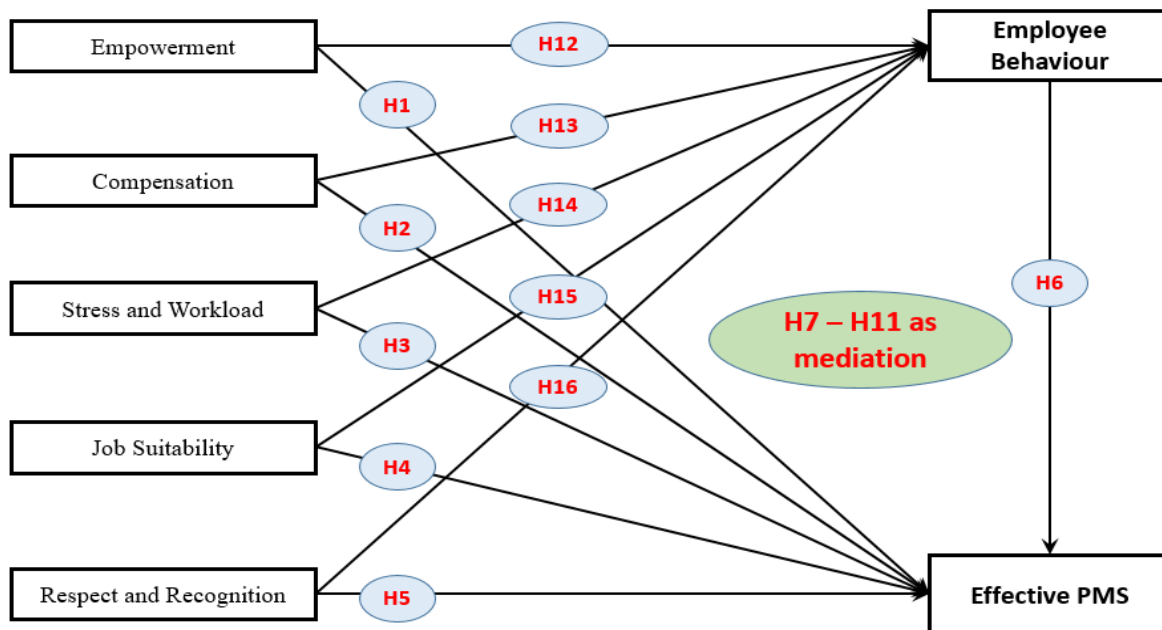 Empowerment
H12
Employee
Behaviour
H1
H13
Compensation
H2
H14
Stress and Workload
H15
H6
H7 – H11 as
mediation
H3
H16
Job Suitability
H4
Respect and Recognition
H5
Effective PMS